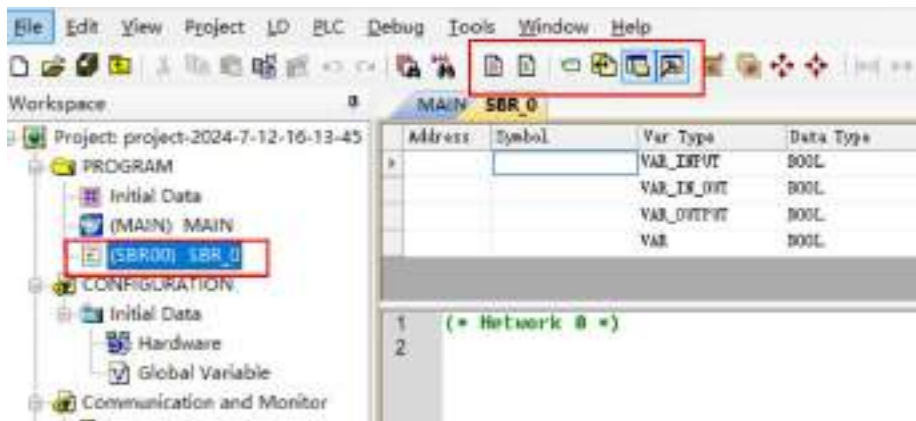 File Edit View Project LD PLC Debug Tools Window Help
Workspace
MAIN SBR_0
Project: project-2024-7-12-16-13-45
PROGRAM
Initial Data
(MAIN) MAIN
(SBR00) SBR_0
CONFIGURATION
Initial Data
Hardware
Global Variable
Communication and Monitor
Address Symbol Var Type Data Type
VAR_INPUT BOOL
VAR_IN_OUT BOOL
VAR_OUTPUT BOOL
VAR BOOL
1 (* Network 0 *)
2